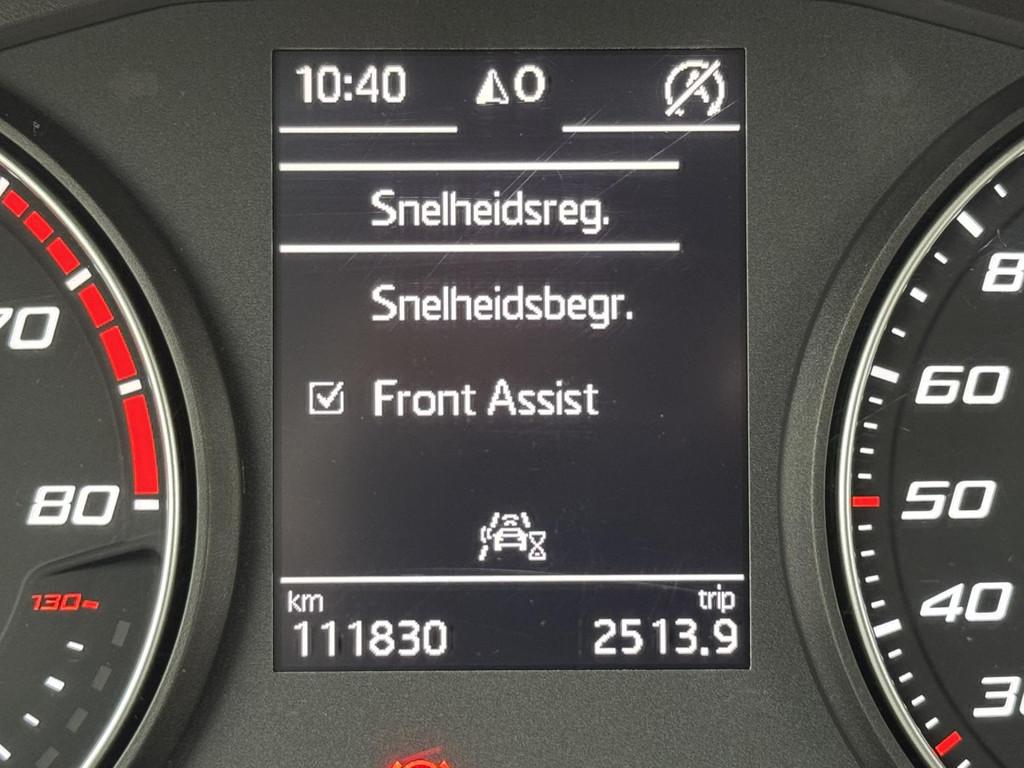 10:40 O
Snelheidsreg.
Snelheidsbegr.
Front Assist
km trip
111830 2513.9
70
80
130
60
50
40